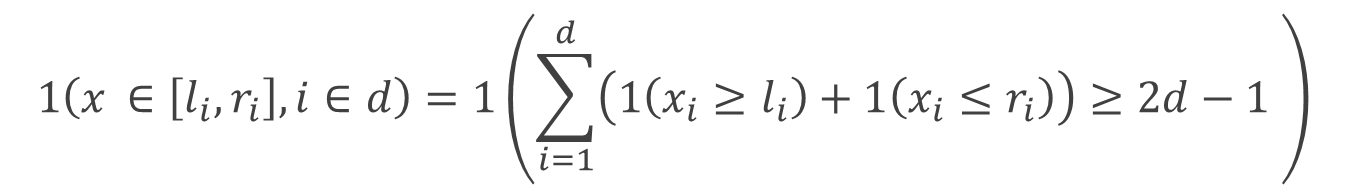 1(x ∈ [l_i, r_i], i ∈ d) = 1(∑_{i=1}^{d} (1(x_i ≥ l_i) + 1(x_i ≤ r_i)) ≥ 2d − 1)